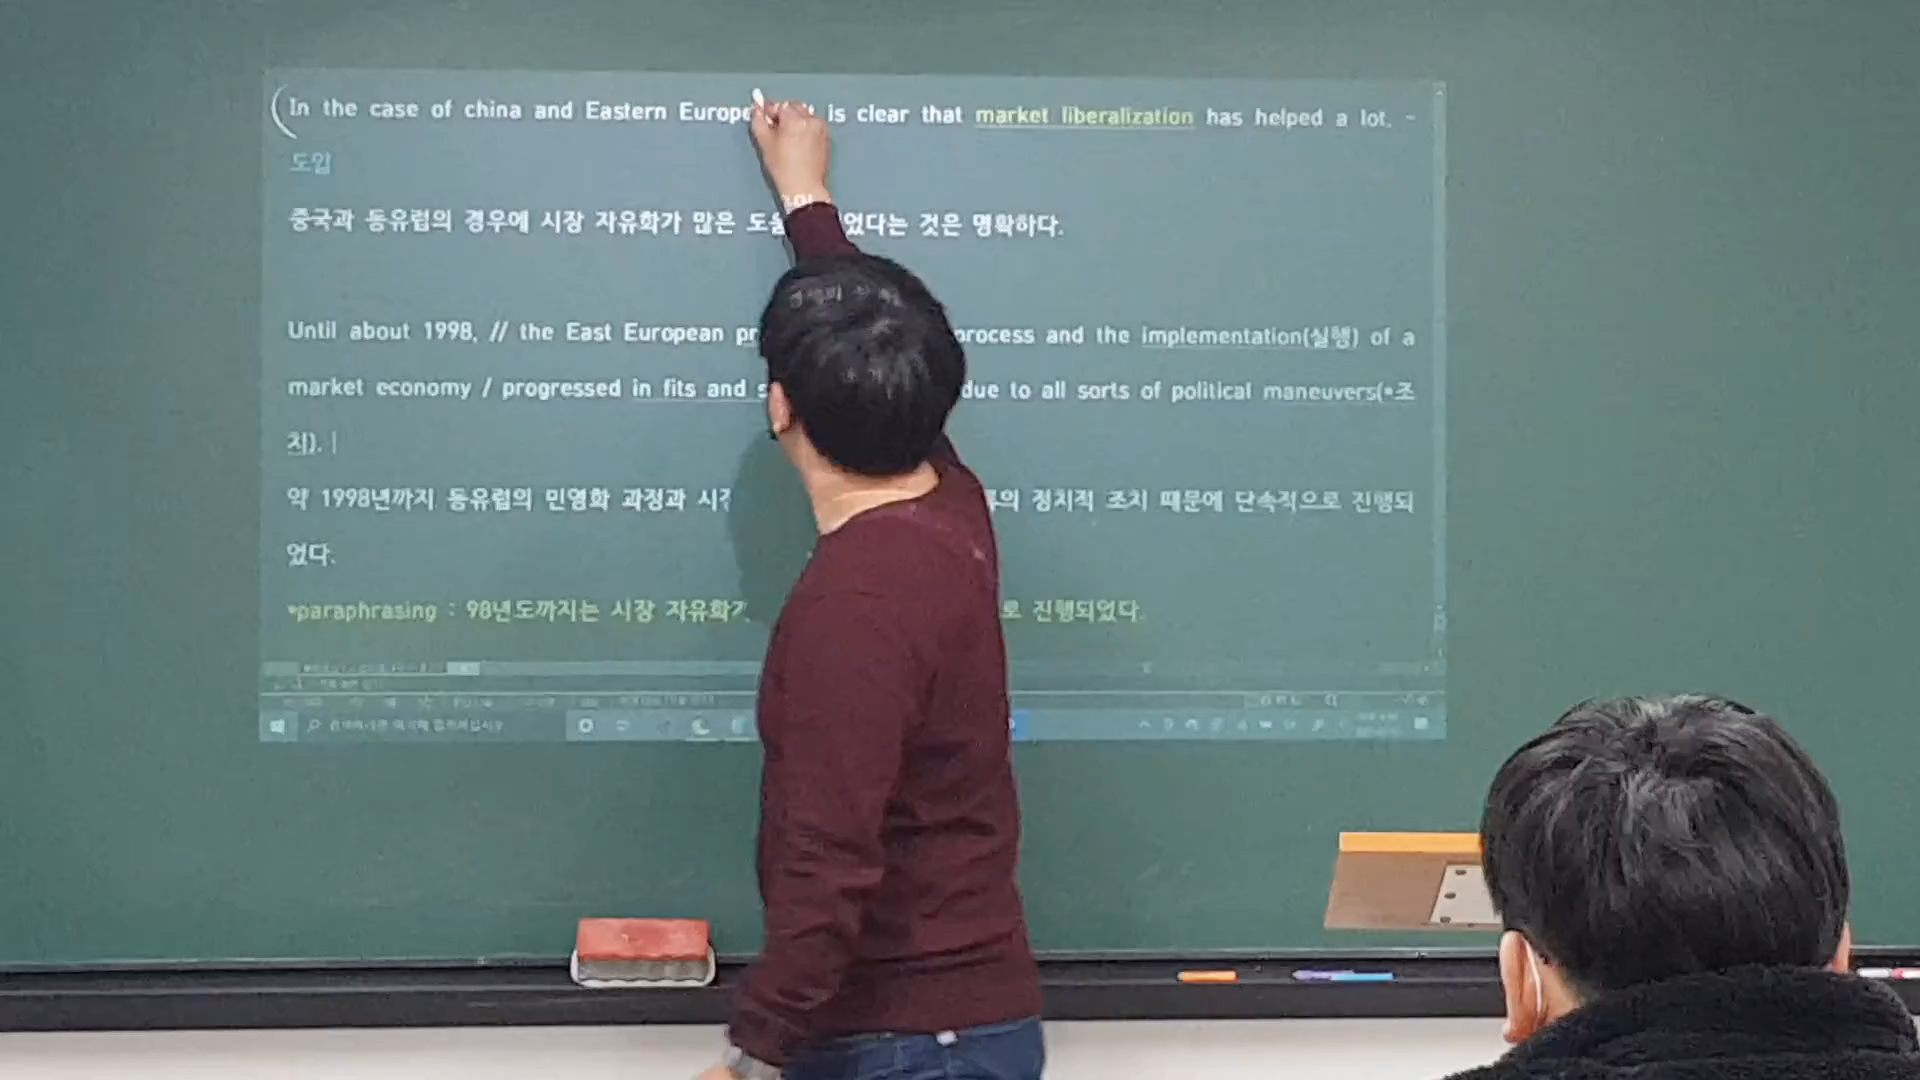 In the case of china and Eastern Europe is clear that market liberalization has helped a lot. -
도입
중국과 동유럽의 경우에 시장 자유화가 많은 도움 었다는 것은 명확하다.
Until about 1998, // the East European process and the implementation(실행) of a
market economy / progressed in fits and due to all sorts of political maneuvers(*조
치).
약 1998년까지 동유럽의 민영화 과정과 정치적 조치 때문에 단속적으로 진행되
었다.
*paraphrasing : 98년도까지는 시장 자유화가 로 진행되었다.